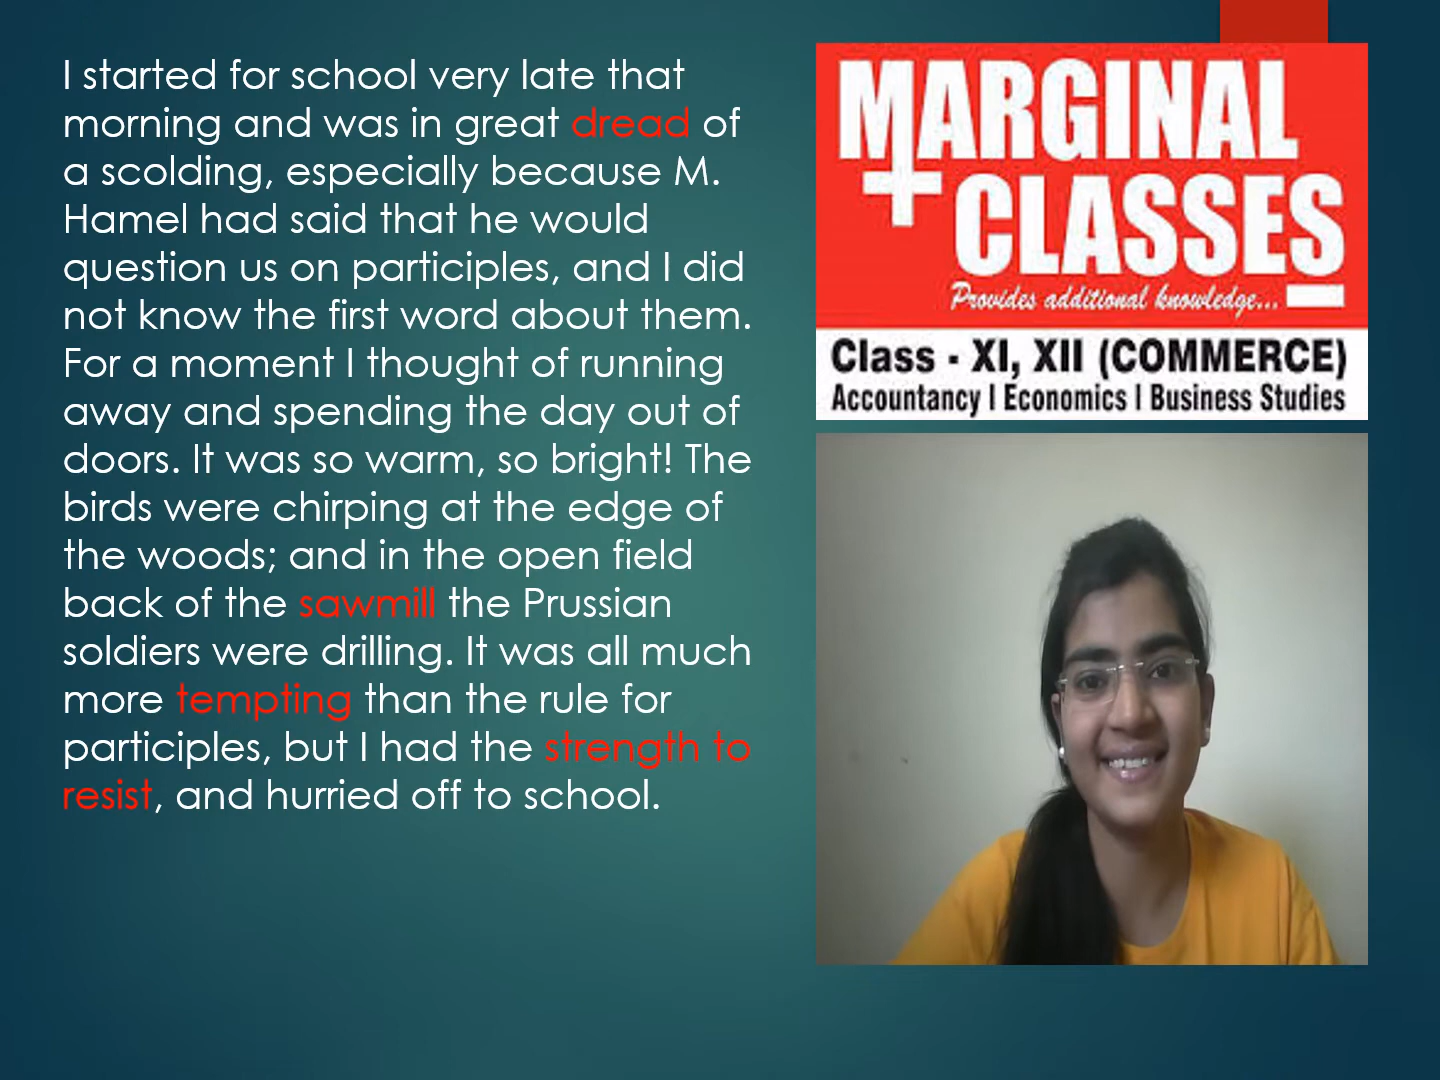 I started for school very late that
morning and was in great dread of
a scolding, especially because M.
Hamel had said that he would
question us on participles, and I did
not know the first word about them.
For a moment I thought of running
away and spending the day out of
doors. It was so warm, so bright! The
birds were chirping at the edge of
the woods; and in the open field
back of the sawmill the Prussian
soldiers were drilling. It was all much
more tempting than the rule for
participles, but I had the strength to
resist, and hurried off to school.
MARGINAL
CLASSES
Provides additional knowledge...
Class - XI, XII (COMMERCE)
Accountancy I Economics I Business Studies